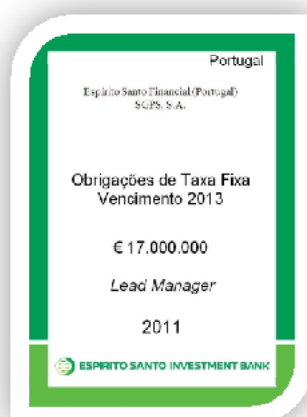 Portugal
Espírito Santo Financial (Portugal)
SGPS, S.A.
Obrigações de Taxa Fixa
Vencimento 2013
€ 17.000.000
Lead Manager
2011
ESPIRITO SANTO INVESTMENT BANK